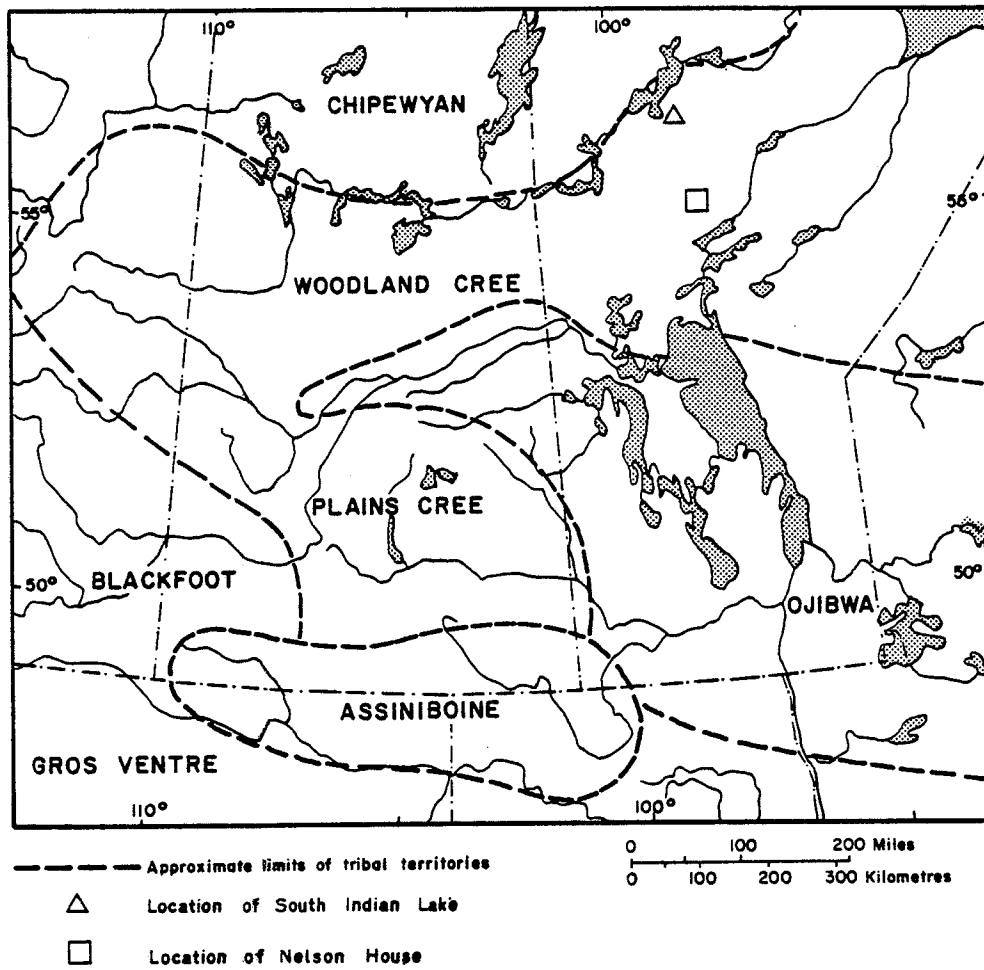 110°
100°
CHIPEWYAN
55°
55°
WOODLAND CREE
PLAINS CREE
50°
BLACKFOOT
50°
OJIBWA
ASSINIBOINE
GROS VENTRE
110°
100°
Approximate limits of tribal territories
0 100 200 Miles
0 100 200 300 Kilometres
Location of South Indian Lake
Location of Nelson House